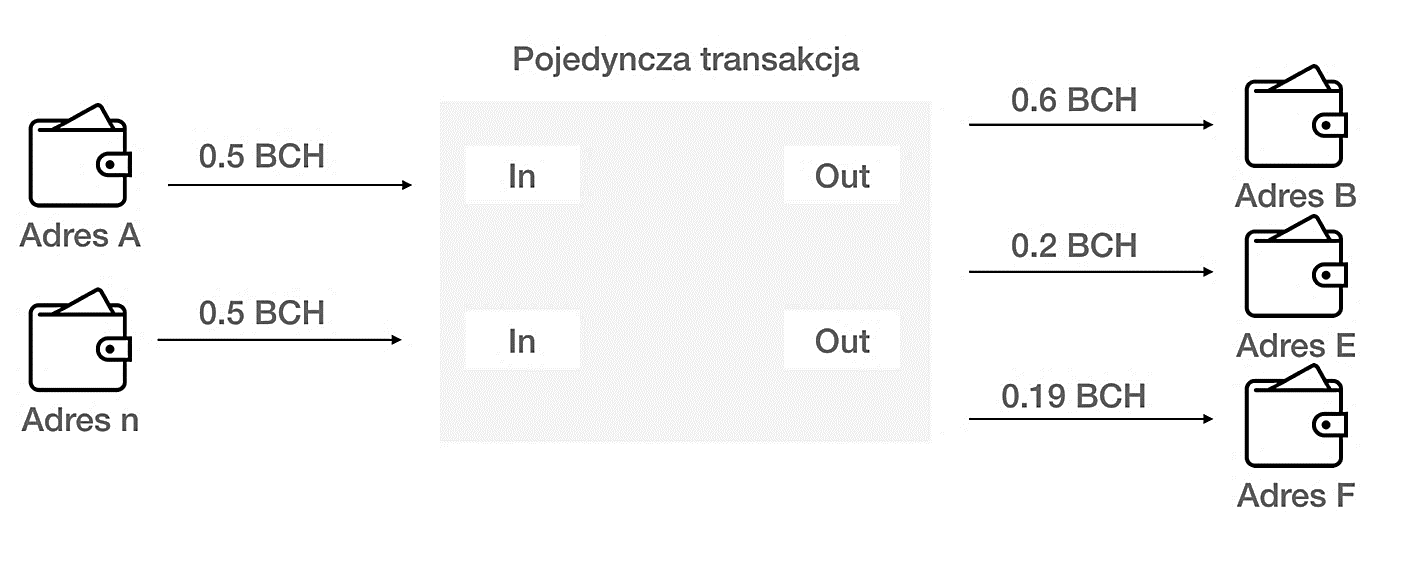 Pojedyncza transakcja
0.5 BCH
Adres A
0.5 BCH
Adres n
In
Out
In
Out
0.6 BCH
Adres B
0.2 BCH
Adres E
0.19 BCH
Adres F